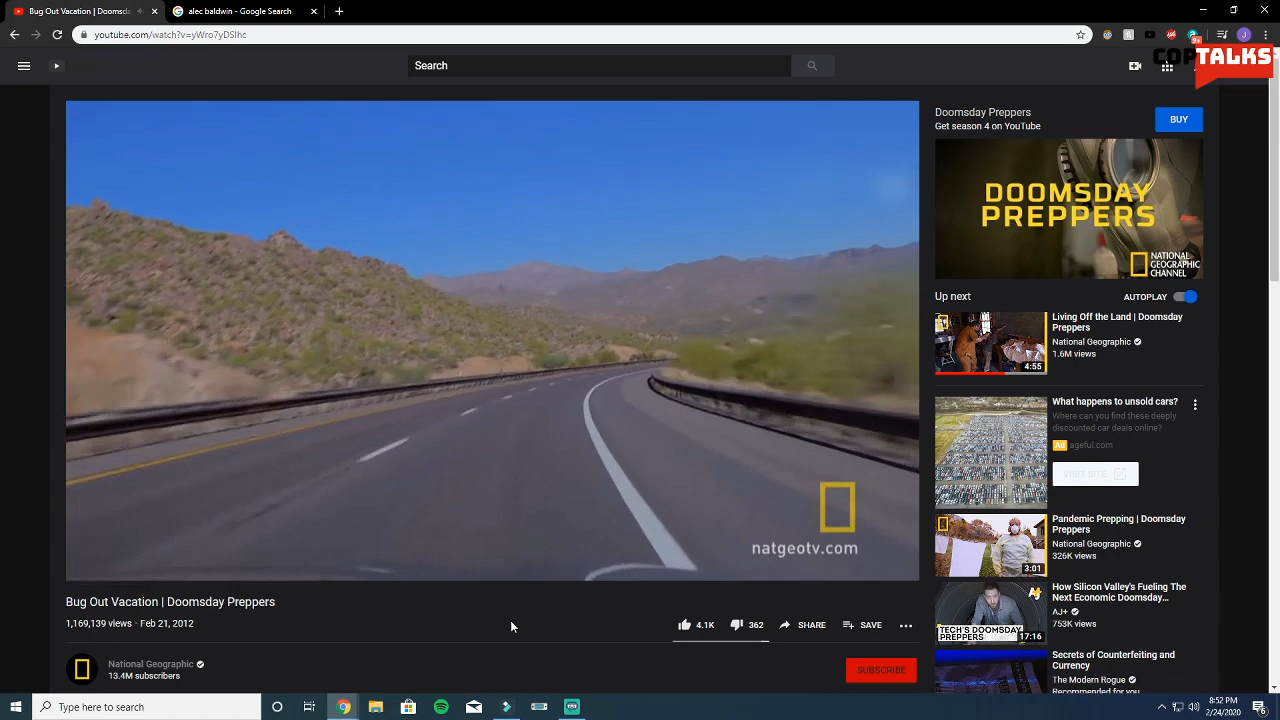 Bug Out Vacation | Doomsda
alec baldwin - Google Search
youtube.com/watch?v=yWro7yDSIhc
9+
COPTALKS
Search
natgeotv.com
Bug Out Vacation | Doomsday Preppers
1,169,139 views • Feb 21, 2012
4.1K
362
SHARE
SAVE
National Geographic
13.4M subscribers
SUBSCRIBE
Doomsday Preppers
Get season 4 on YouTube
BUY
DOOMSDAY
PREPPERS
NATIONAL
GEOGRAPHIC
CHANNEL
Up next
AUTOPLAY
Living Off the Land | Doomsday
Preppers
National Geographic
1.6M views
4:55
What happens to unsold cars?
Where can you find these deeply
discounted car deals online?
Ad ageful.com
VISIT SITE
Pandemic Prepping | Doomsday
Preppers
National Geographic
326K views
3:01
How Silicon Valley's Fueling The
Next Economic Doomsday...
AJ+
753K views
TECH'S DOOMSDAY
PREPPERS
17:16
Secrets of Counterfeiting and
Currency
The Modern Rogue
Type here to search
8:52 PM
2/24/2020
6